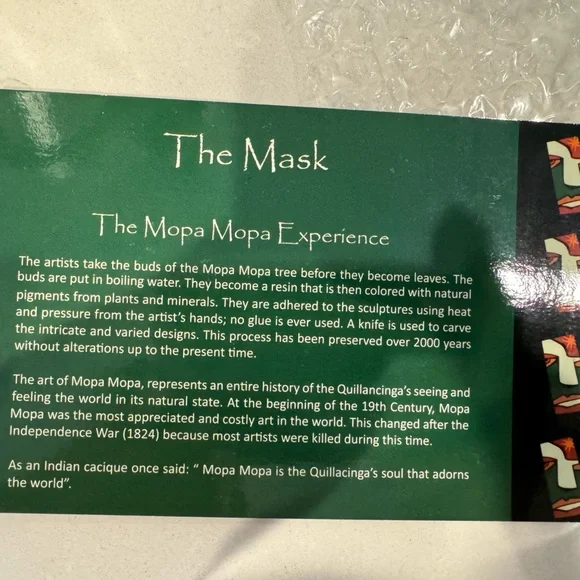 The Mask
The Mopa Mopa Experience
The artists take the buds of the Mopa Mopa tree before they become leaves. The
buds are put in boiling water. They become a resin that is then colored with natural
pigments from plants and minerals. They are adhered to the sculptures using heat
and pressure from the artist's hands; no glue is ever used. A knife is used to carve
the intricate and varied designs. This process has been preserved over 2000 years
without alterations up to the present time.
The art of Mopa Mopa, represents an entire history of the Quillancinga's seeing and
feeling the world in its natural state. At the beginning of the 19th Century, Mopa
Mopa was the most appreciated and costly art in the world. This changed after the
Independence War (1824) because most artists were killed during this time.
As an Indian cacique once said: “ Mopa Mopa is the Quillacinga's soul that adorns
the world”.